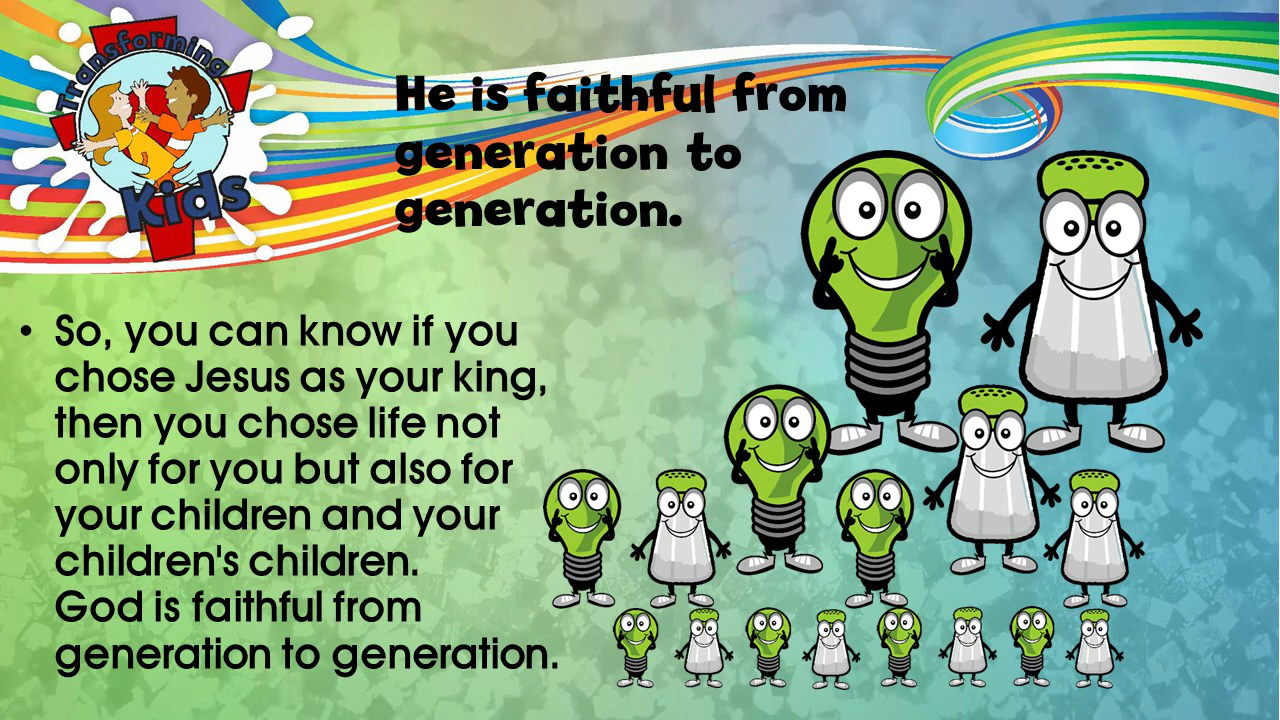 Transforming
Kids
He is faithful from
generation to
generation.
• So, you can know if you
chose Jesus as your king,
then you chose life not
only for you but also for
your children and your
children's children.
God is faithful from
generation to generation.